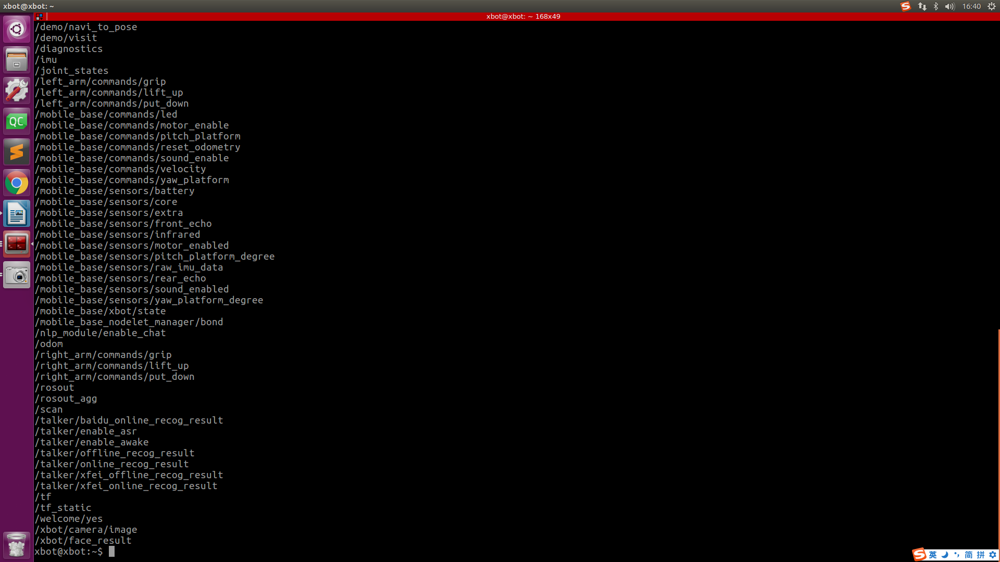 xbot@xbot: ~
16:40
xbot@xbot: ~ 168x49
/demo/navi_to_pose
/demo/visit
/diagnostics
/imu
/joint_states
/left_arm/commands/grip
/left_arm/commands/lift_up
/left_arm/commands/put_down
/mobile_base/commands/led
/mobile_base/commands/motor_enable
/mobile_base/commands/pitch_platform
/mobile_base/commands/reset_odometry
/mobile_base/commands/sound_enable
/mobile_base/commands/velocity
/mobile_base/commands/yaw_platform
/mobile_base/sensors/battery
/mobile_base/sensors/core
/mobile_base/sensors/extra
/mobile_base/sensors/front_echo
/mobile_base/sensors/infrared
/mobile_base/sensors/motor_enabled
/mobile_base/sensors/pitch_platform_degree
/mobile_base/sensors/raw_imu_data
/mobile_base/sensors/rear_echo
/mobile_base/sensors/sound_enabled
/mobile_base/sensors/yaw_platform_degree
/mobile_base/xbot/state
/mobile_base_nodelet_manager/bond
/nlp_module/enable_chat
/odom
/right_arm/commands/grip
/right_arm/commands/lift_up
/right_arm/commands/put_down
/rosout
/rosout_agg
/scan
/talker/baidu_online_recog_result
/talker/enable_asr
/talker/enable_awake
/talker/offline_recog_result
/talker/online_recog_result
/talker/xfei_offline_recog_result
/talker/xfei_online_recog_result
/tf
/tf_static
/welcome/yes
/xbot/camera/image
/xbot/face_result
xbot@xbot:~$
QC
英 简 拼